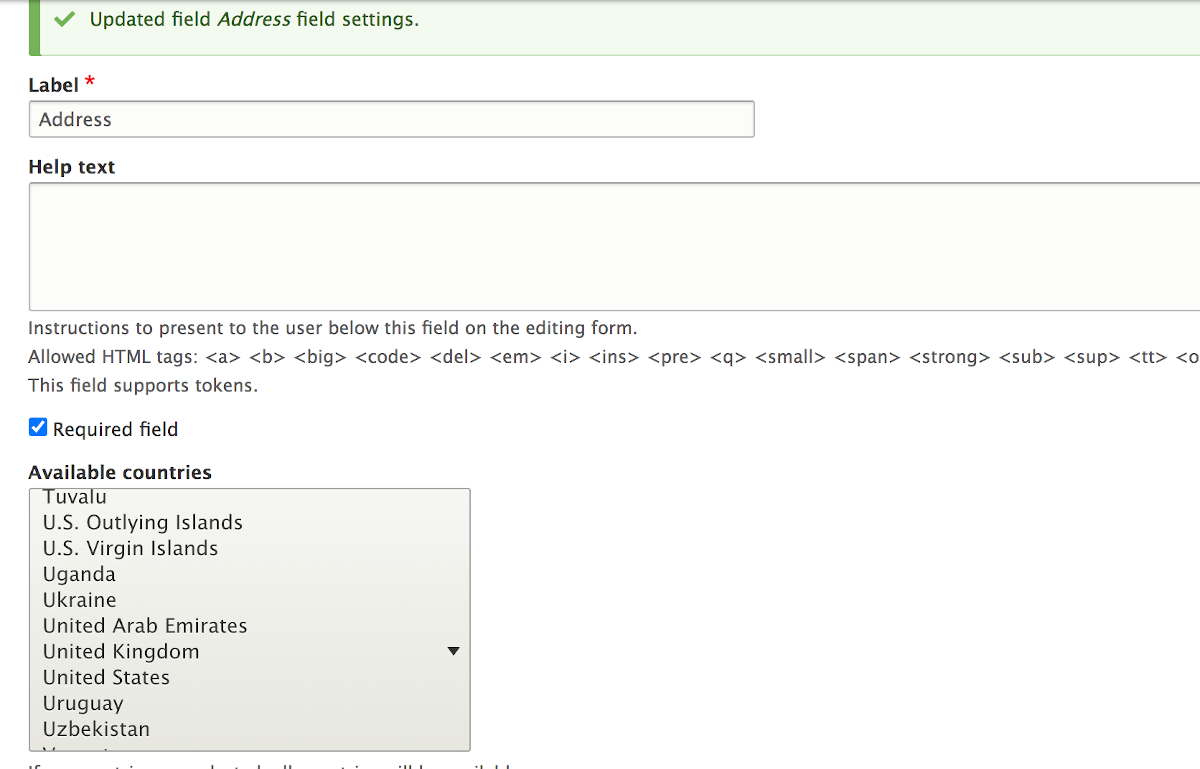 Updated field Address field settings.
Label *
Address
Help text
Instructions to present to the user below this field on the editing form.
Allowed HTML tags: <a> <b> <big> <code> <del> <em> <i> <ins> <pre> <q> <small> <span> <strong> <sub> <sup> <tt> <o
This field supports tokens.
Required field
Available countries
Tuvalu
U.S. Outlying Islands
U.S. Virgin Islands
Uganda
Ukraine
United Arab Emirates
United Kingdom
United States
Uruguay
Uzbekistan